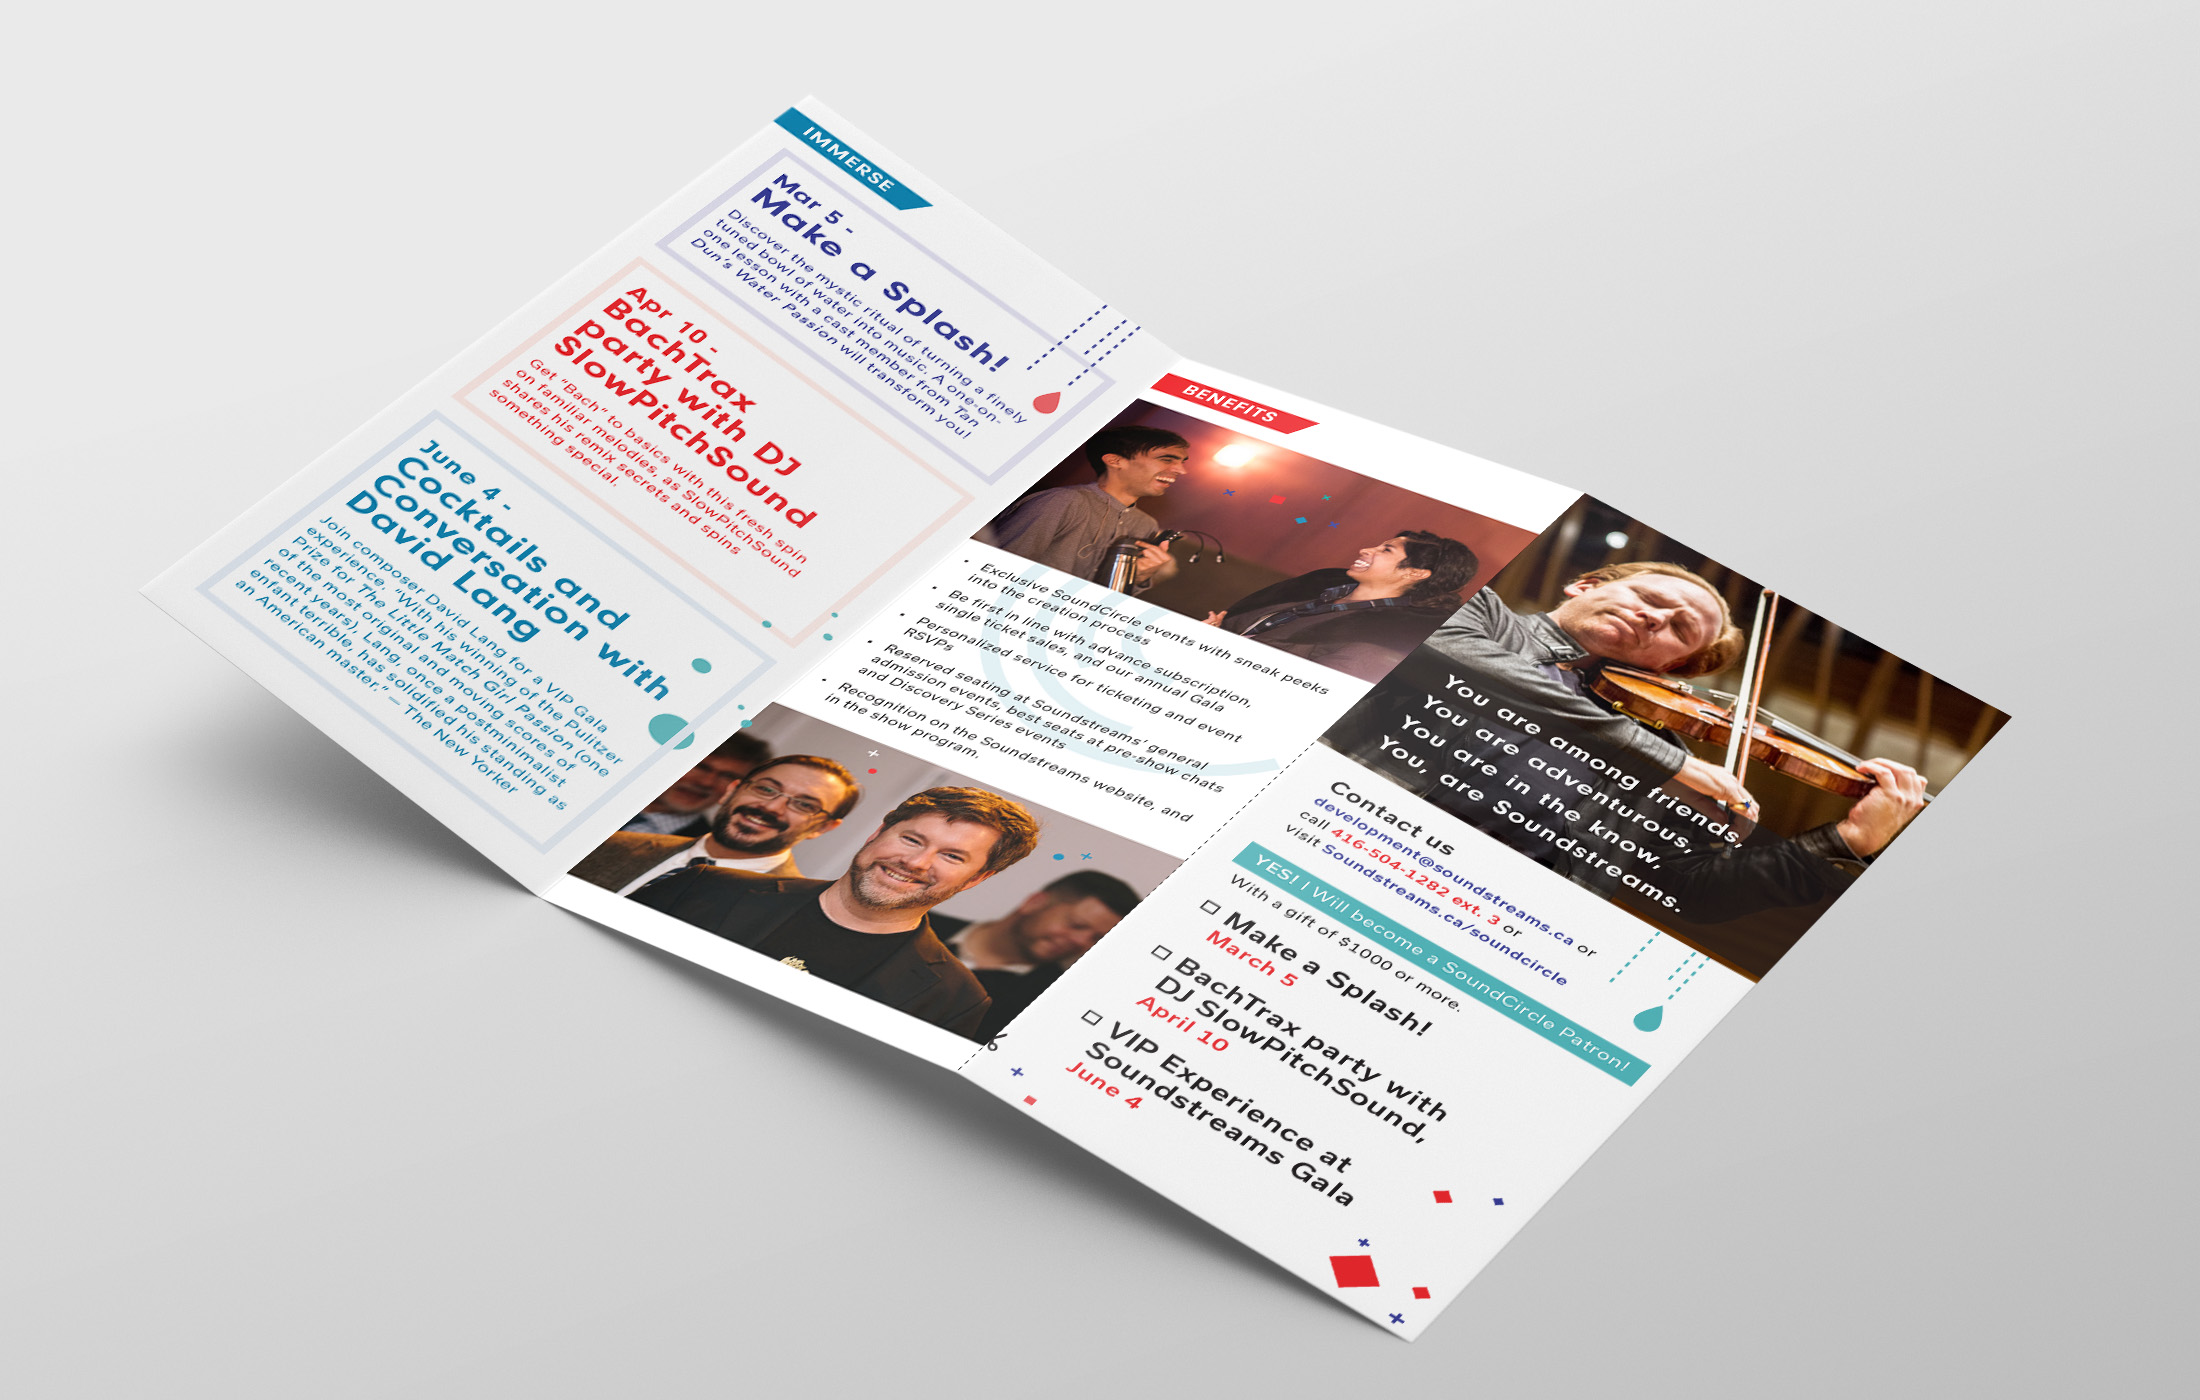 IMMERSE
Mar 5 -
Make a Splash!
Discover the mystic ritual of turning a finely
tuned bowl of water into music. A one-on-
one lesson with a cast member from Tan
Dun's Water Passion will transform you!
Apr 10 -
BachTrax
party with DJ
SlowPitchSound
Get "Bach" to basics with this fresh spin
on familiar melodies, as SlowPitchSound
shares his remix secrets and spins
something special.
June 4 -
Cocktails and
Conversation with
David Lang
Join composer David Lang for a VIP Gala
experience. "With his winning of the Pulitzer
Prize for The Little Match Girl Passion (one
of the most original and moving scores of
recent years), Lang, once a postminimalist
enfant terrible, has solidified his standing as
an American master." — The New Yorker
BENEFITS
• Exclusive SoundCircle events with sneak peeks
into the creation process
• Be first in line with advance subscription,
single ticket sales, and our annual Gala
• Personalized service for ticketing and event
RSVPs
• Reserved seating at Soundstreams' general
admission events, best seats at pre-show chats
and Discovery Series events
• Recognition on the Soundstreams website, and
in the show program.
You are among friends,
You are adventurous,
You are in the know,
You, are Soundstreams.
Contact us
development@soundstreams.ca or
call 416-504-1282 ext. 3 or
visit Soundstreams.ca/soundcircle
YES! I Will become a SoundCircle Patron!
With a gift of $1000 or more.
Make a Splash!
March 5
BachTrax party with
DJ SlowPitchSound,
April 10
VIP Experience at
Soundstreams Gala
June 4